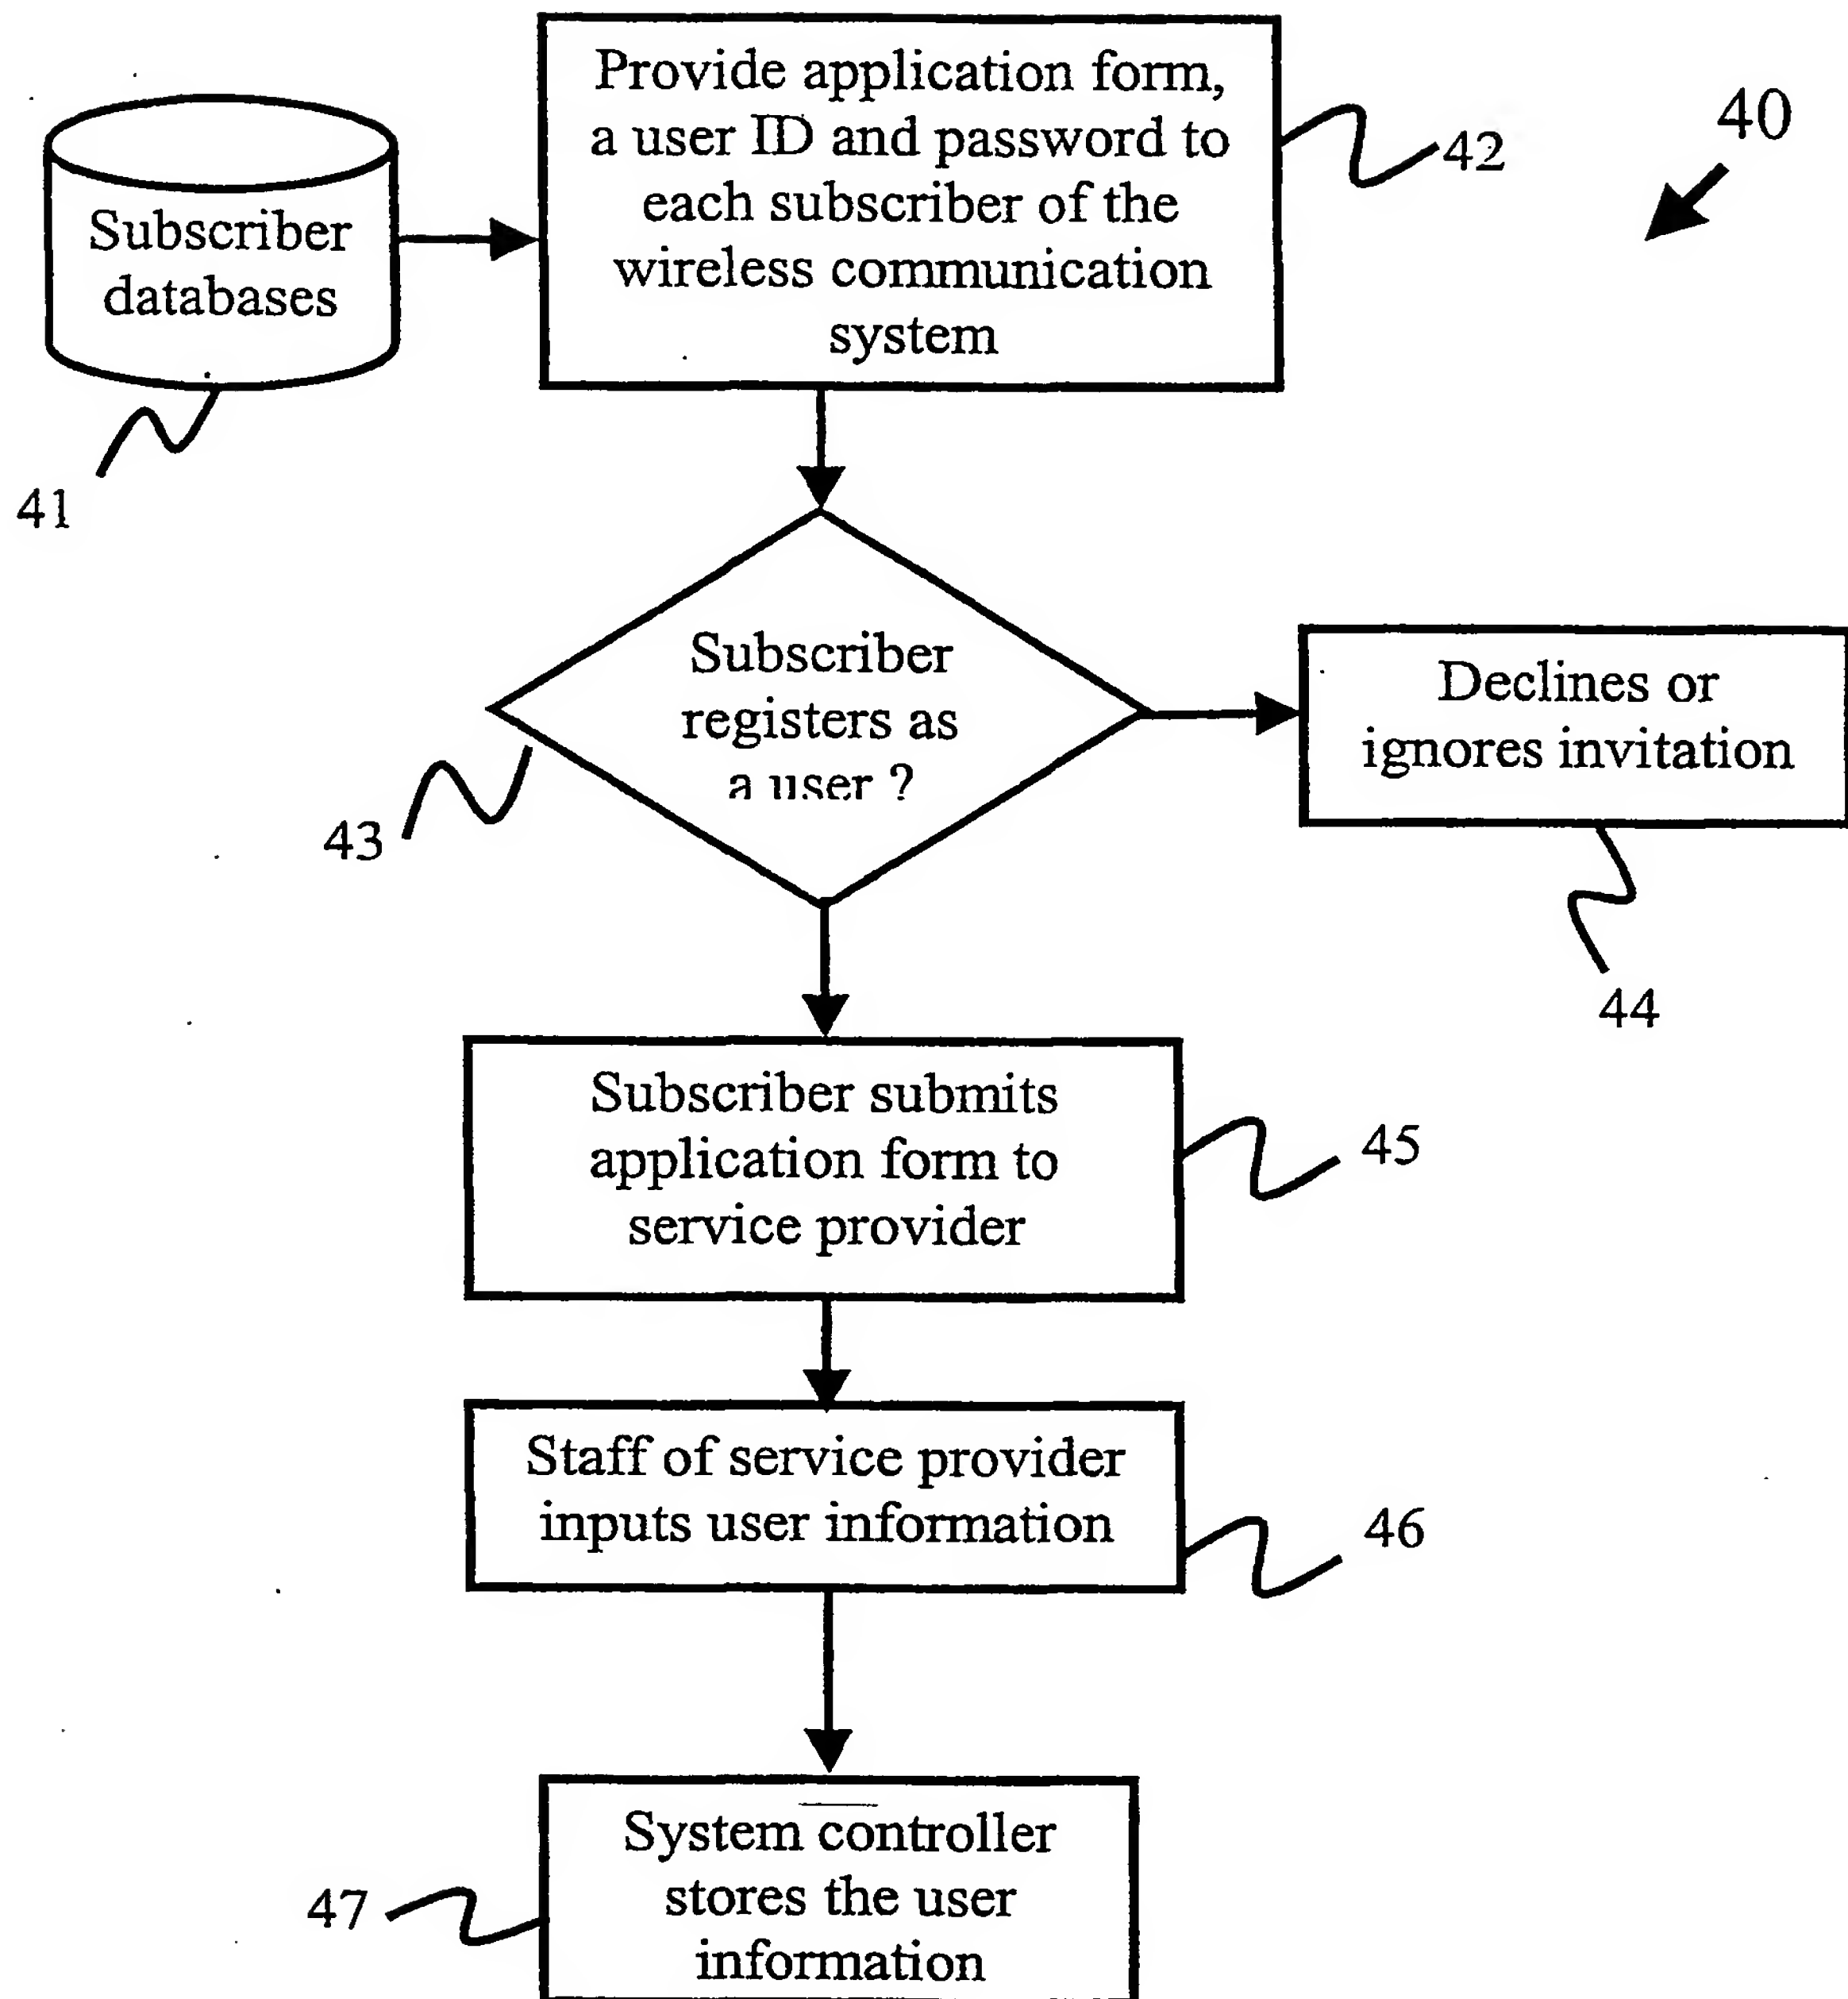 Provide application form,
a user ID and password to
each subscriber of the
wireless communication
system
40
42
Subscriber
databases
41
Subscriber
registers as
a user ?
43
Declines or
ignores invitation
44
Subscriber submits
application form to
service provider
45
Staff of service provider
inputs user information
46
System controller
stores the user
information
47